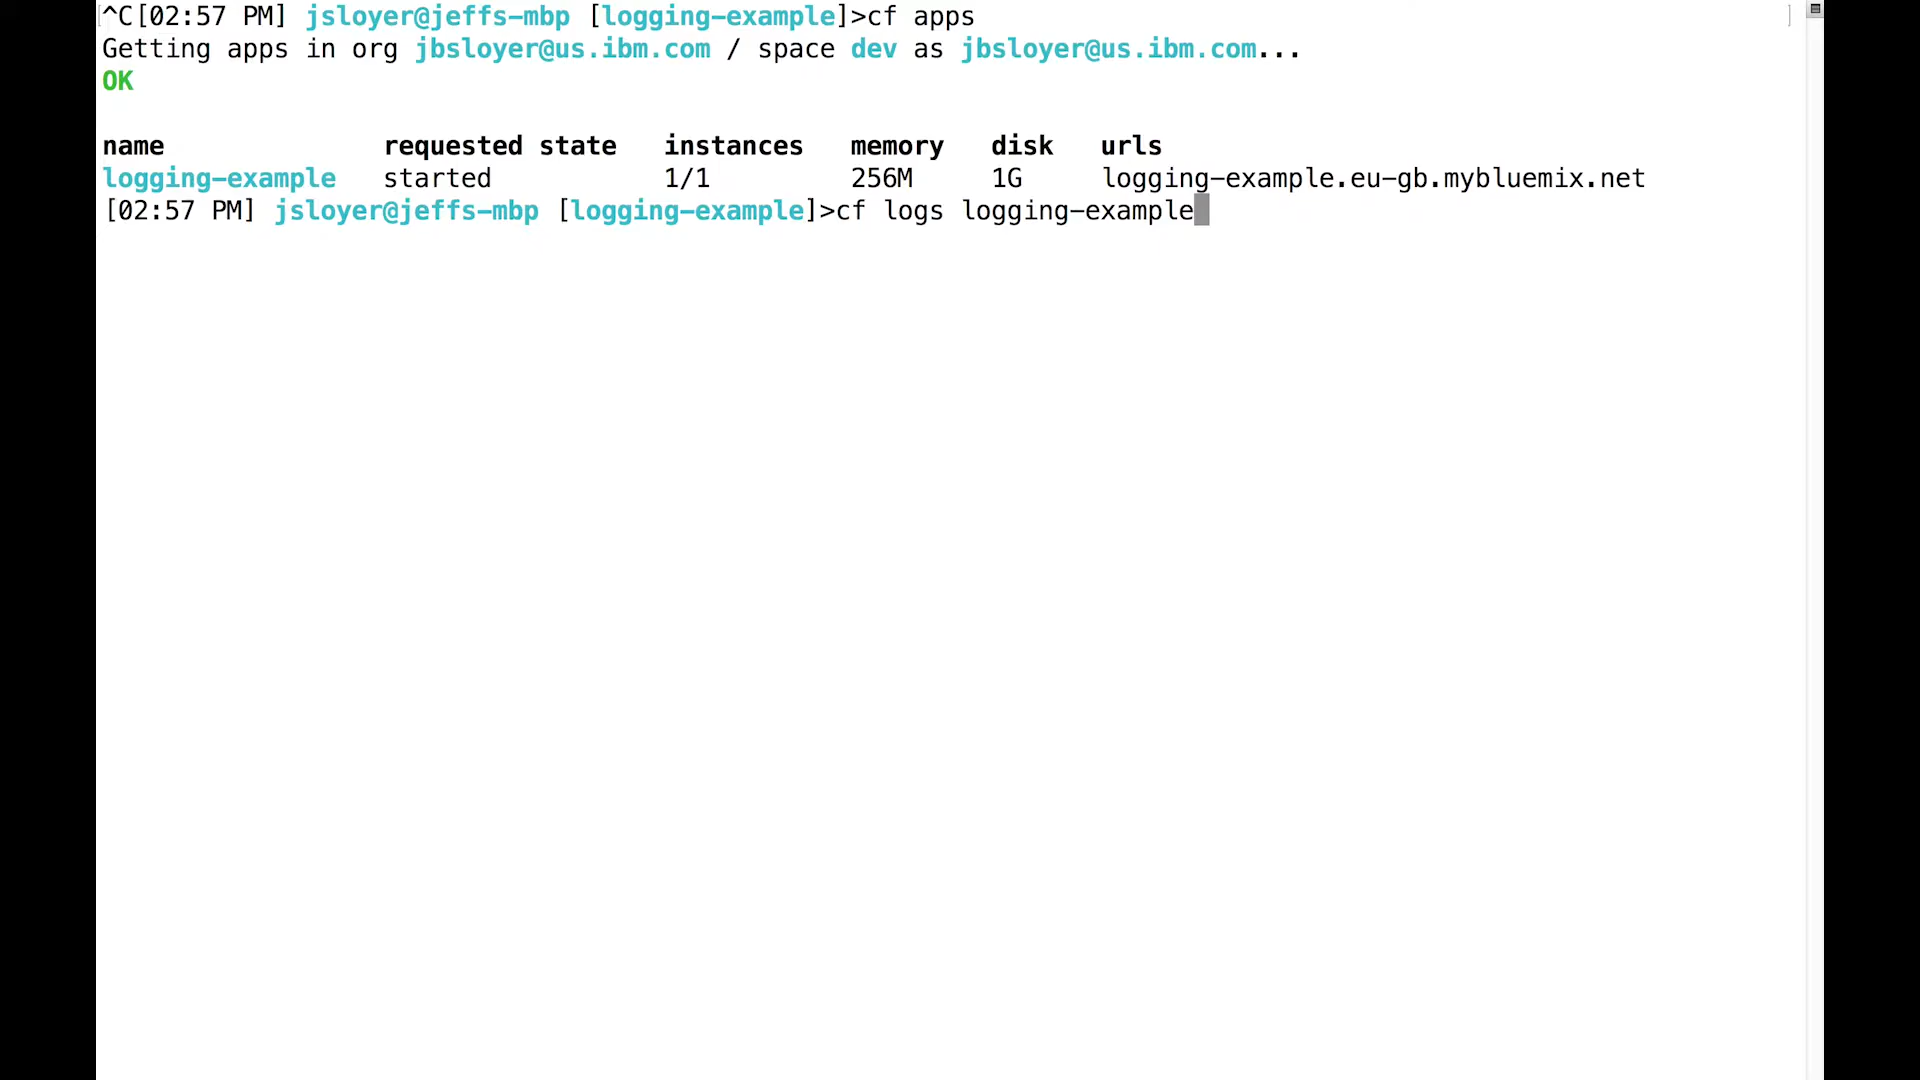 ^C[02:57 PM] jsloyer@jeffs-mbp [logging-example]>cf apps
Getting apps in org jbsloyer@us.ibm.com / space dev as jbsloyer@us.ibm.com...
OK
name requested state instances memory disk urls
logging-example started 1/1 256M 1G logging-example.eu-gb.mybluemix.net
[02:57 PM] jsloyer@jeffs-mbp [logging-example]>cf logs logging-example